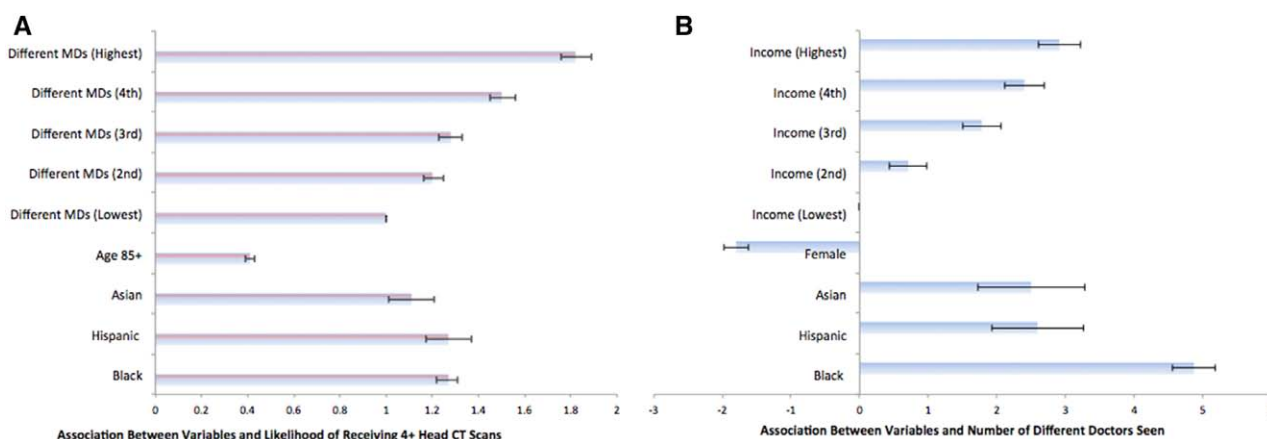 A
Different MDs (Highest)
Different MDs (4th)
Different MDs (3rd)
Different MDs (2nd)
Different MDs (Lowest)
Age 85+
Asian
Hispanic
Black
0 0.2 0.4 0.6 0.8 1 1.2 1.4 1.6 1.8 2
Association Between Variables and Likelihood of Receiving 4+ Head CT Scans
B
Income (Highest)
Income (4th)
Income (3rd)
Income (2nd)
Income (Lowest)
Female
Asian
Hispanic
Black
-3 -2 -1 0 1 2 3 4 5
Association Between Variables and Number of Different Doctors Seen